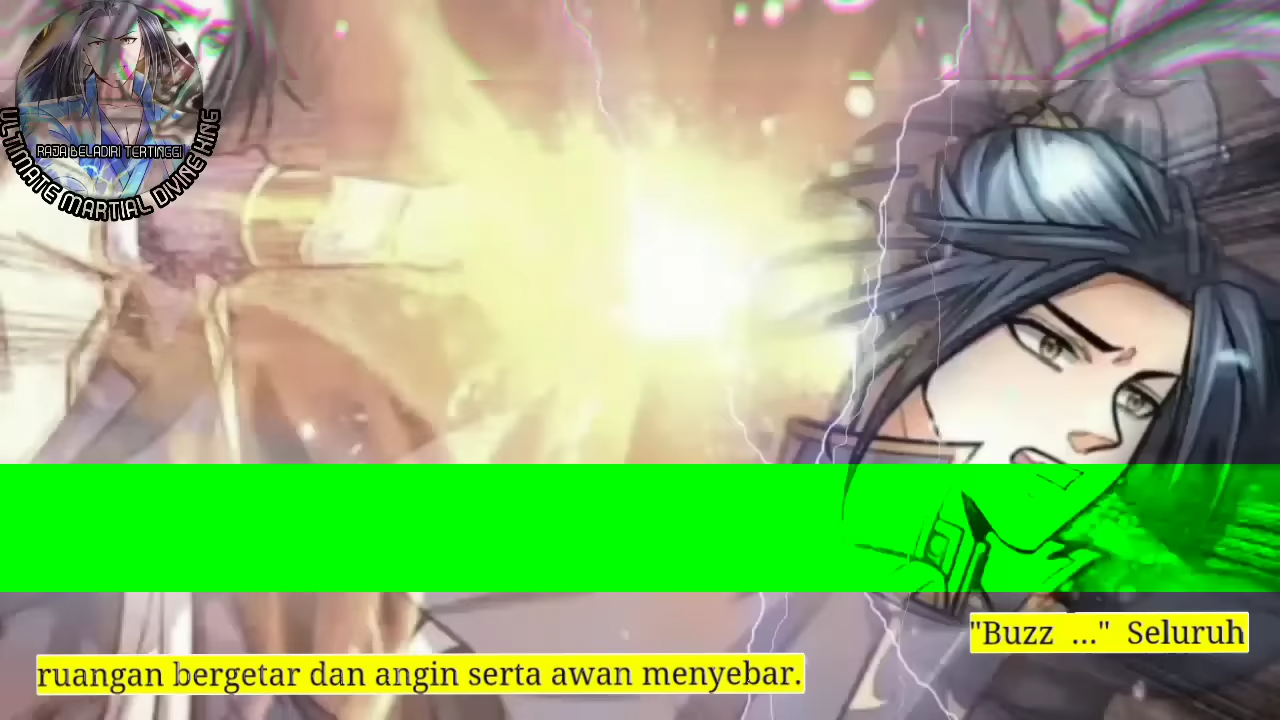 RAJA BELADIRI TERTINGGI
ULTIMATE MARTIAL DIVINE KING
"Buzz ..." Seluruh
ruangan bergetar dan angin serta awan menyebar.